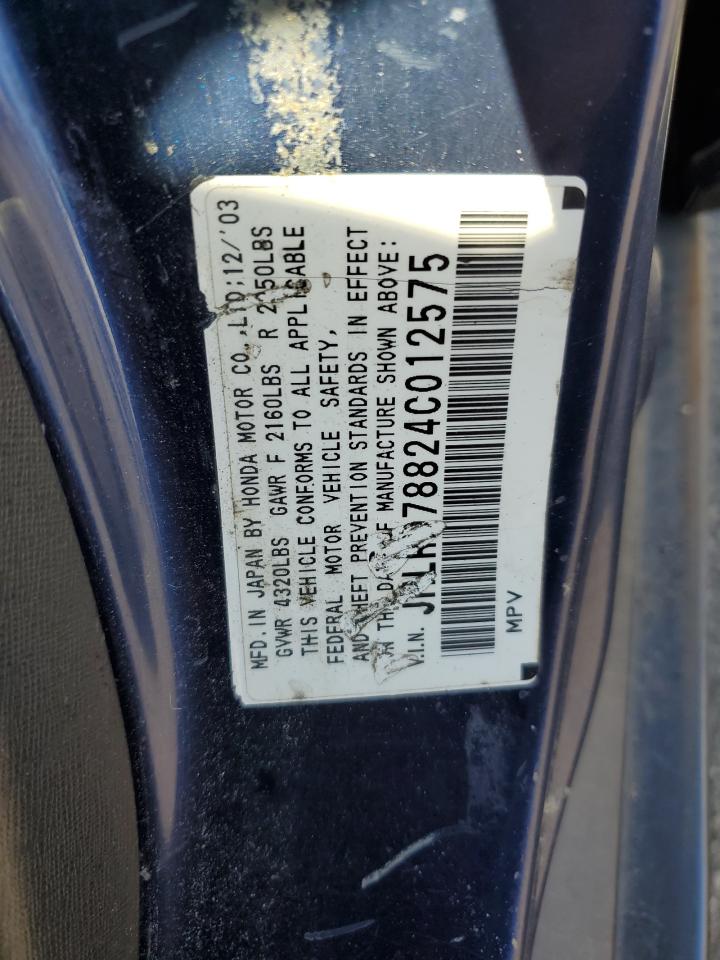 MFD. IN JAPAN BY HONDA MOTOR CO.,LTD;12/'03
GVWR 4320LBS GAWR F 2160LBS R
THIS VEHICLE CONFORMS TO ALL APPLICABLE
FEDERAL MOTOR VEHICLE SAFETY,
AND THEFT PREVENTION STANDARDS IN EFFECT
ON THE DATE OF MANUFACTURE SHOWN ABOVE:
V.I.N. JHLRD78824C012575
MPV